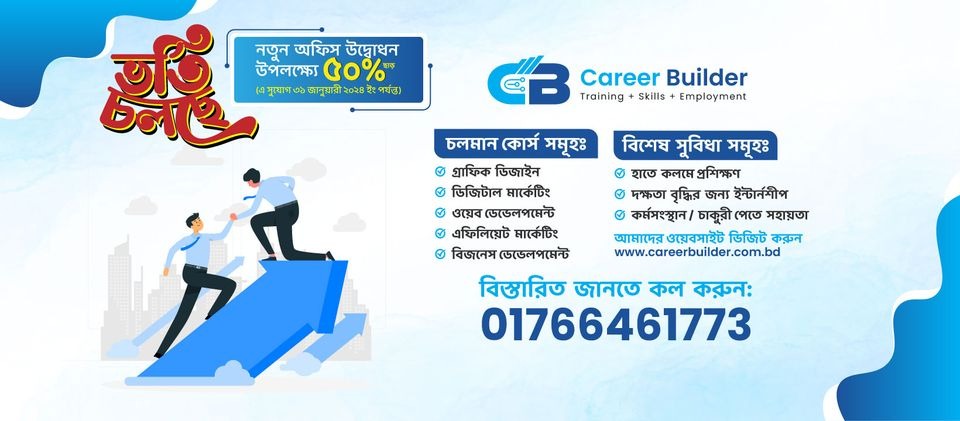 ভর্তি
চলছে
নতুন অফিস উদ্বোধন
উপলক্ষ্যে ৫০% ছাড়
(এ সুযোগ ৩১ জানুয়ারী ২০২৪ ইং পর্যন্ত)
CB Career Builder
Training + Skills + Employment
চলমান কোর্স সমূহঃ
গ্রাফিক ডিজাইন
ডিজিটাল মার্কেটিং
ওয়েব ডেভেলপমেন্ট
এফিলিয়েট মার্কেটিং
বিজনেস ডেভেলপমেন্ট
বিশেষ সুবিধা সমূহঃ
হাতে কলমে প্রশিক্ষণ
দক্ষতা বৃদ্ধির জন্য ইন্টার্নশীপ
কর্মসংস্থান / চাকুরী পেতে সহায়তা
আমাদের ওয়েবসাইট ভিজিট করুন
www.careerbuilder.com.bd
বিস্তারিত জানতে কল করুন:
01766461773